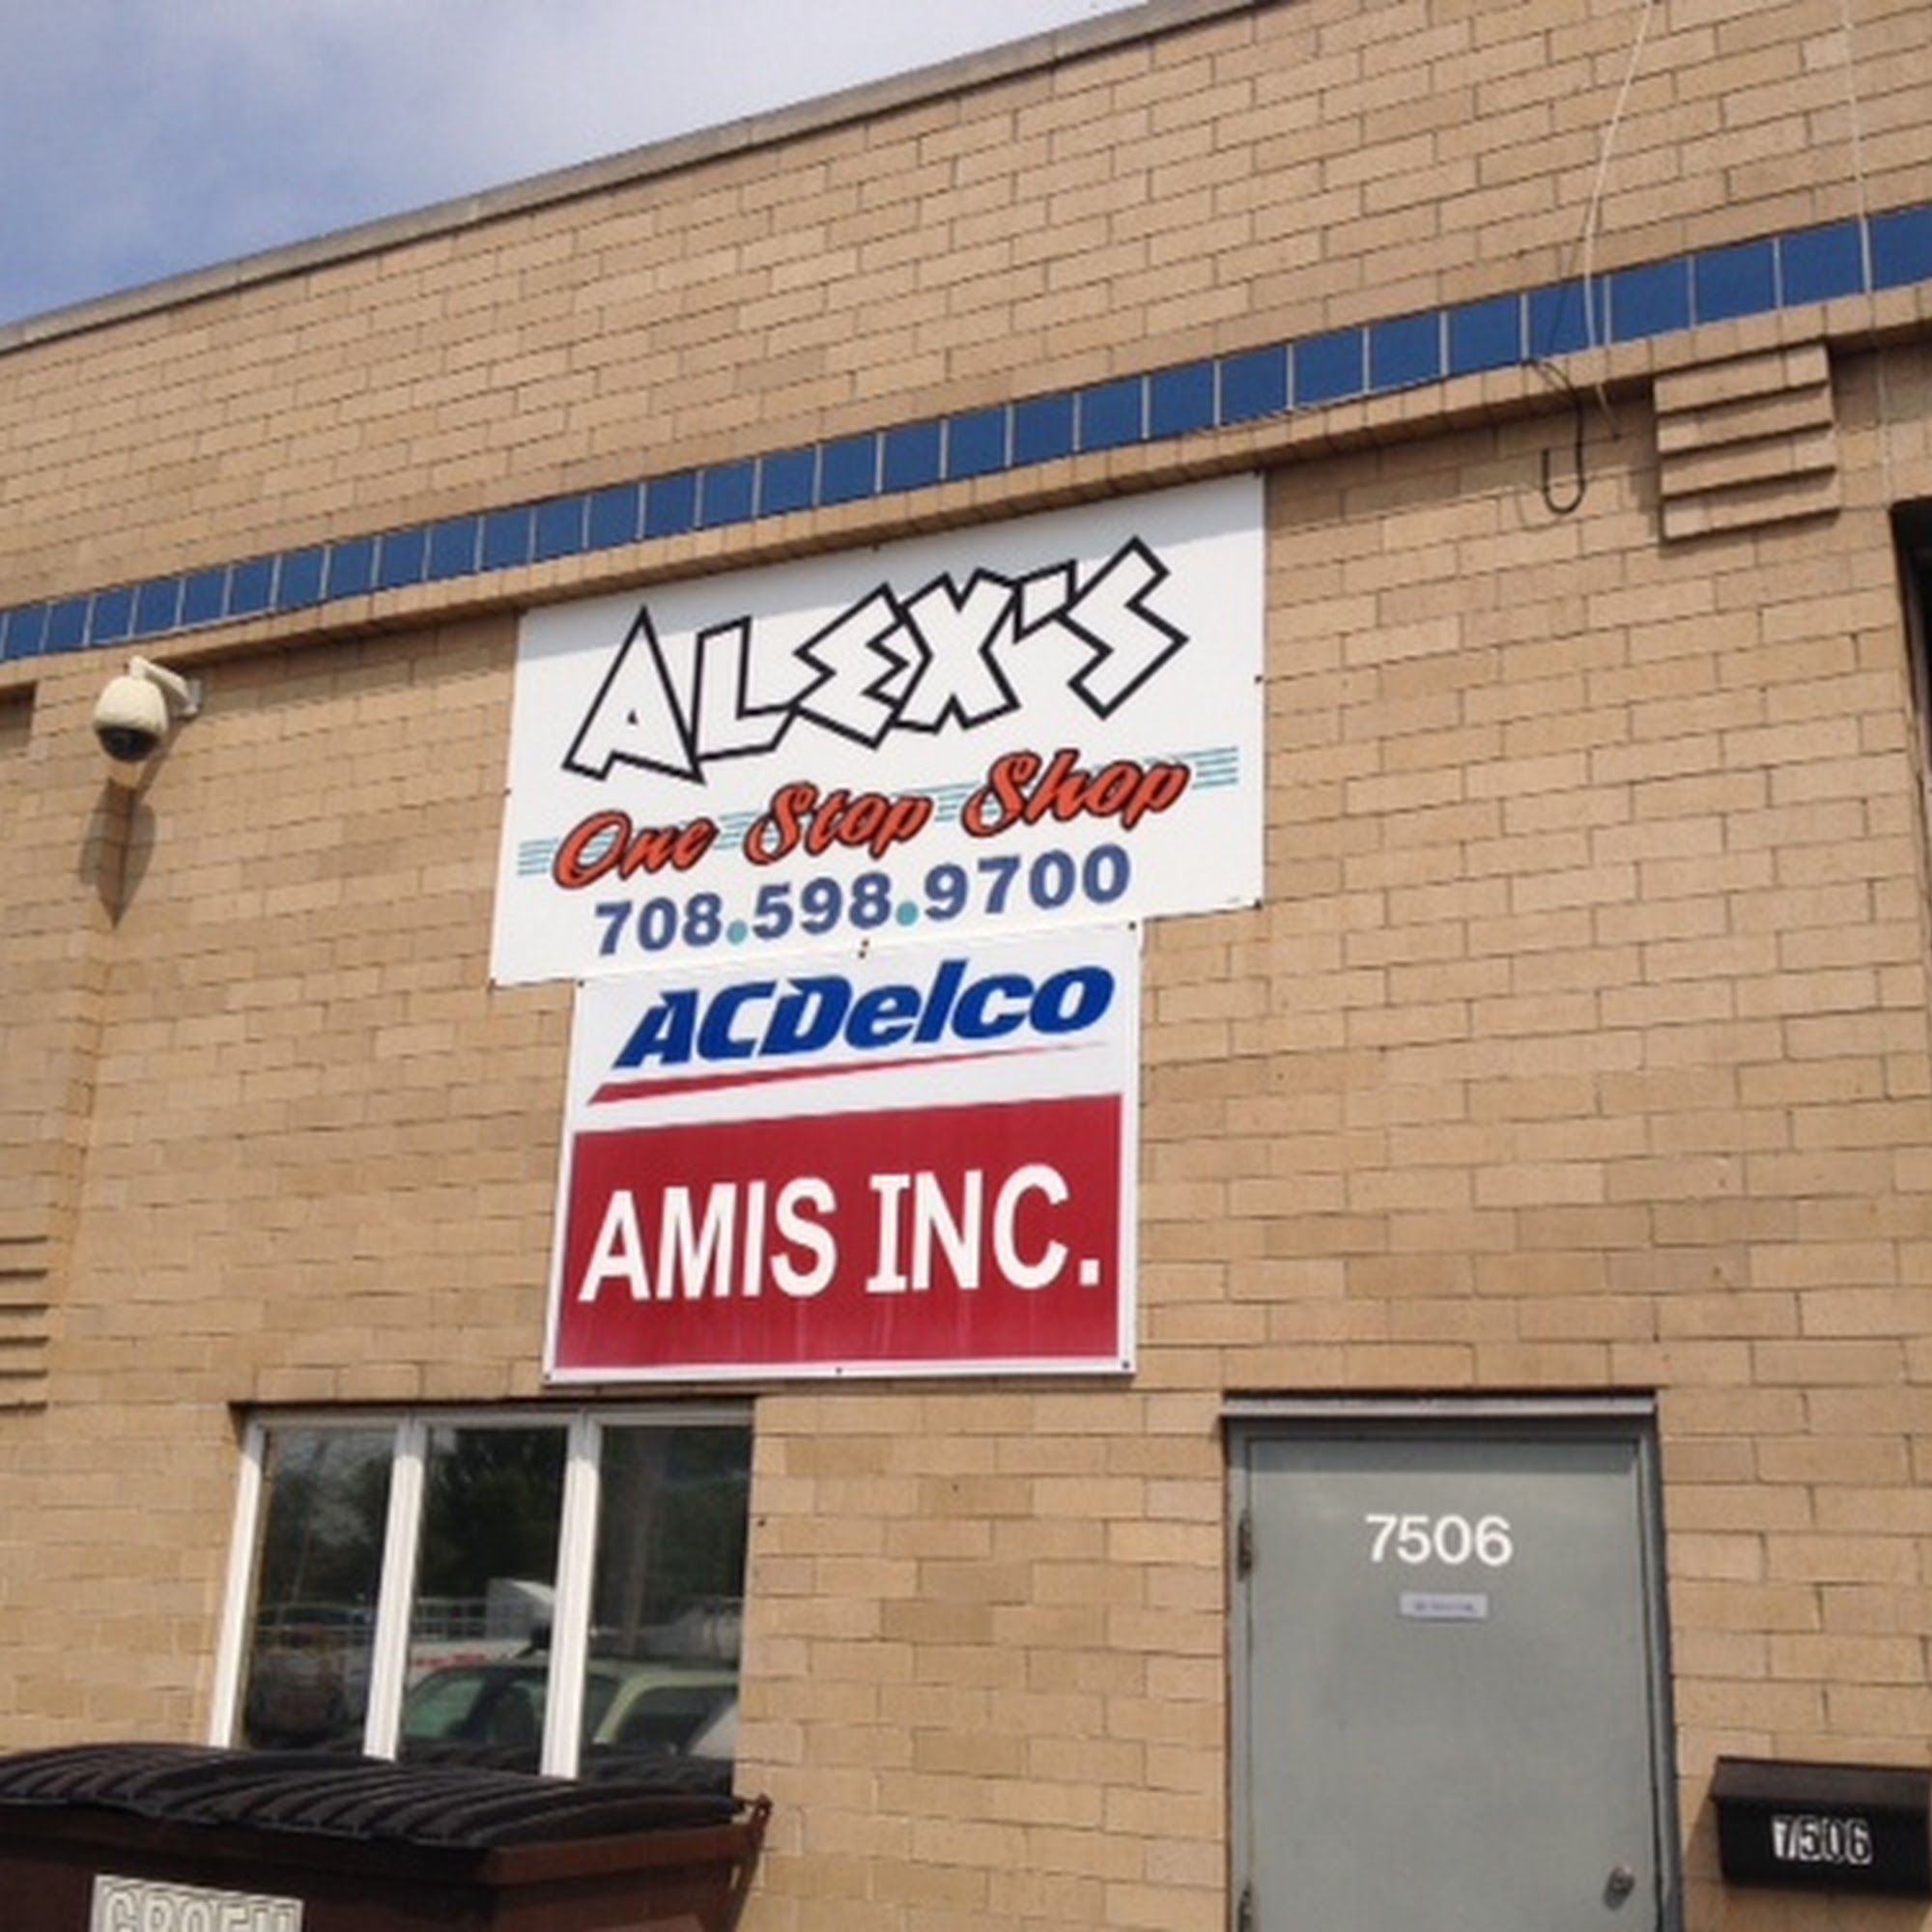 ALEX'S
One Stop Shop
708.598.9700
ACDelco
AMIS INC.
7506
7506